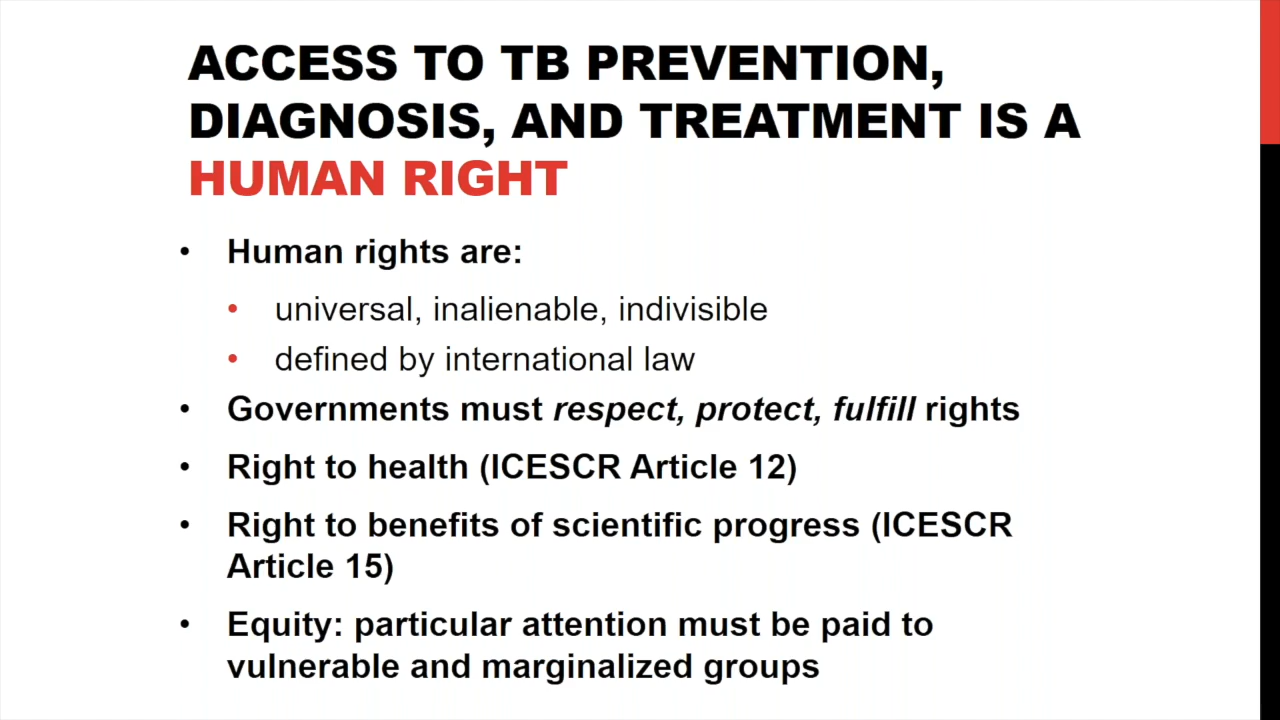 ACCESS TO TB PREVENTION,
DIAGNOSIS, AND TREATMENT IS A
HUMAN RIGHT
• Human rights are:
• universal, inalienable, indivisible
• defined by international law
• Governments must respect, protect, fulfill rights
• Right to health (ICESCR Article 12)
• Right to benefits of scientific progress (ICESCR
Article 15)
• Equity: particular attention must be paid to
vulnerable and marginalized groups